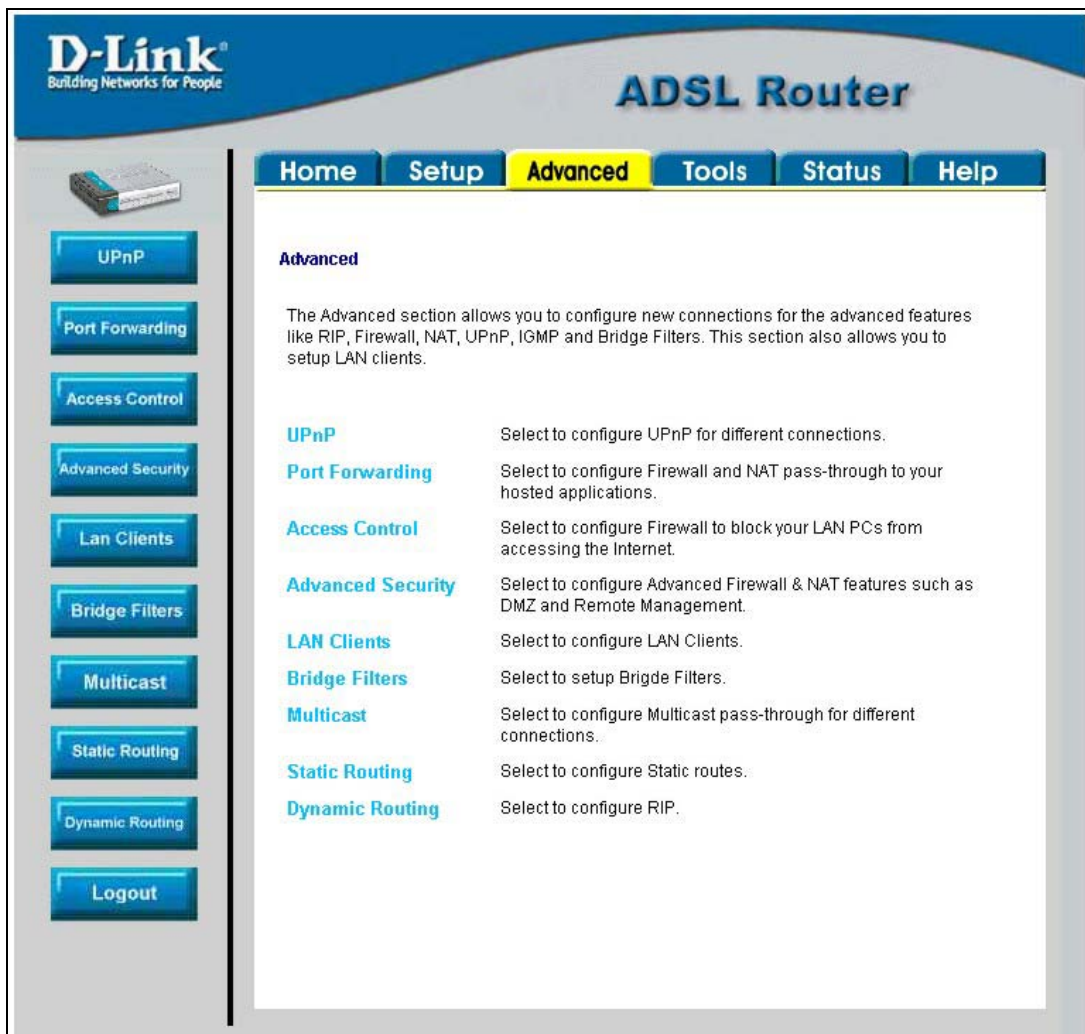 D-Link®
Building Networks for People
ADSL Router
Home Setup Advanced Tools Status Help
UPnP
Port Forwarding
Access Control
Advanced Security
Lan Clients
Bridge Filters
Multicast
Static Routing
Dynamic Routing
Logout
Advanced
The Advanced section allows you to configure new connections for the advanced features
like RIP, Firewall, NAT, UPnP, IGMP and Bridge Filters. This section also allows you to
setup LAN clients.
UPnP Select to configure UPnP for different connections.
Port Forwarding Select to configure Firewall and NAT pass-through to your
hosted applications.
Access Control Select to configure Firewall to block your LAN PCs from
accessing the Internet.
Advanced Security Select to configure Advanced Firewall & NAT features such as
DMZ and Remote Management.
LAN Clients Select to configure LAN Clients.
Bridge Filters Select to setup Brigde Filters.
Multicast Select to configure Multicast pass-through for different
connections.
Static Routing Select to configure Static routes.
Dynamic Routing Select to configure RIP.